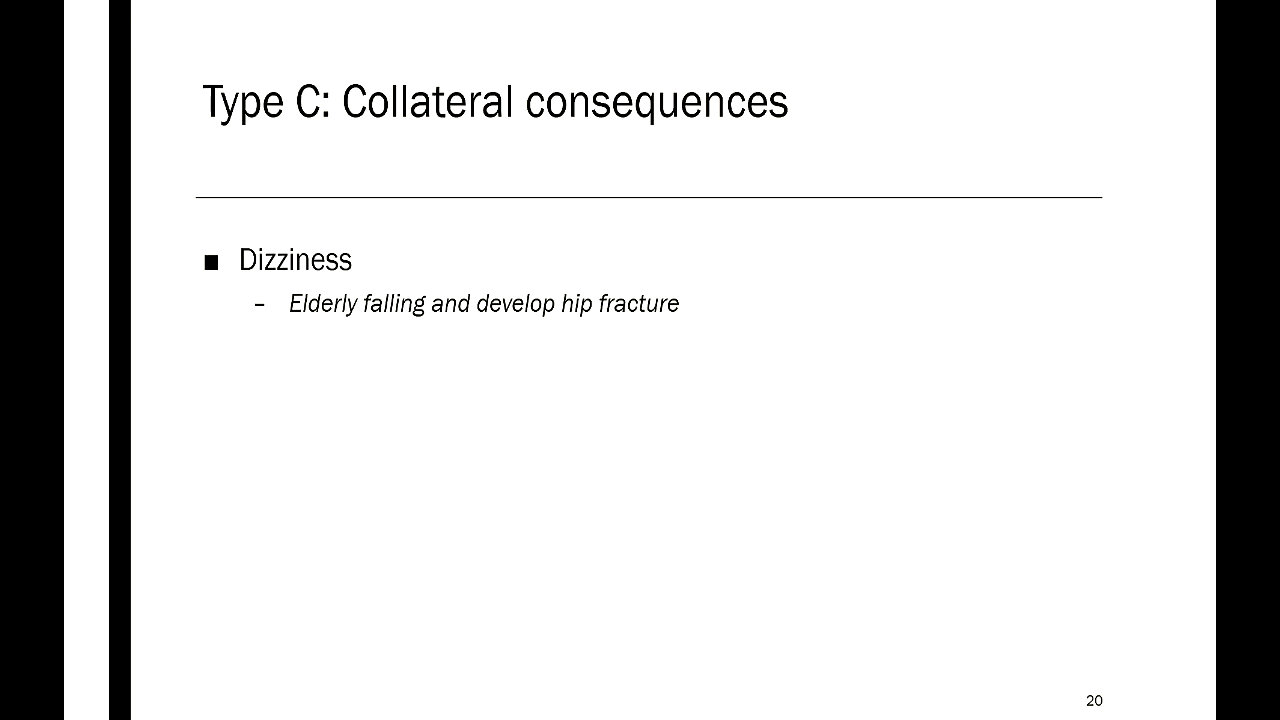 Type C: Collateral consequences
■ Dizziness
– Elderly falling and develop hip fracture
20